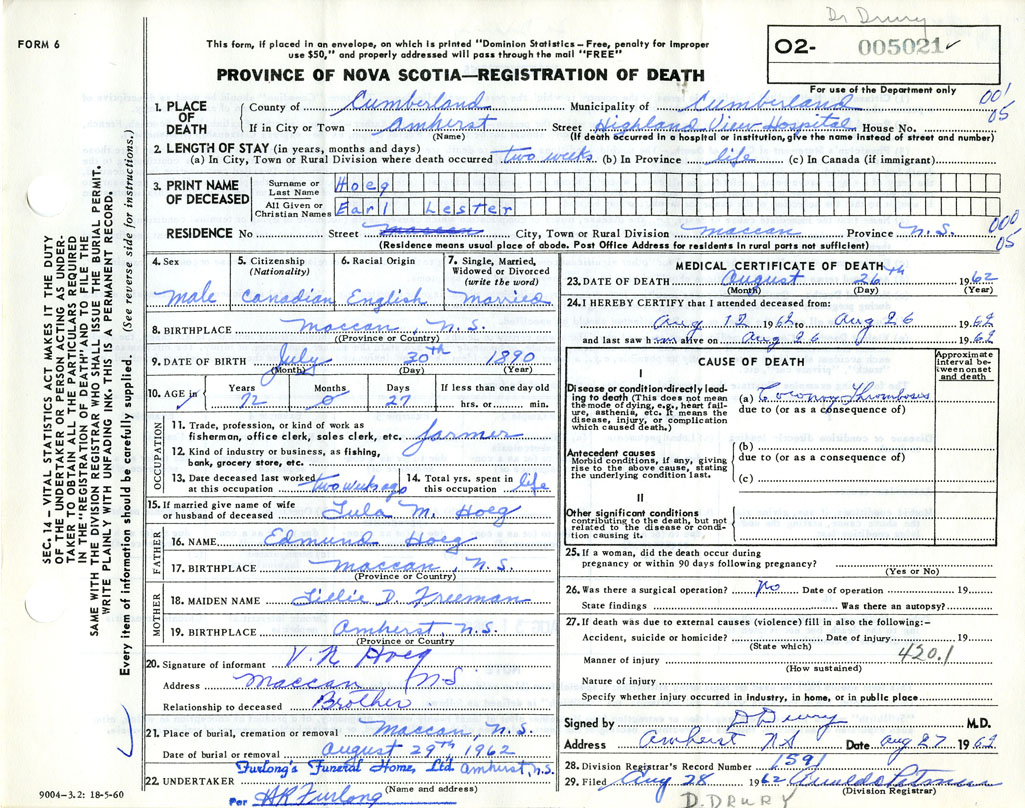 Dr Drury
FORM 6
This form, if placed in an envelope, on which is printed "Dominion Statistics – Free, penalty for improper
use $50," and properly addressed will pass through the mail "FREE"
O2- 005021 ✓
PROVINCE OF NOVA SCOTIA—REGISTRATION OF DEATH
For use of the Department only
001
05
1. PLACE OF DEATH
County of Cumberland Municipality of Cumberland
If in City or Town Amherst Street Highland View Hospital House No.
(Name) (If death occurred in a hospital or institution, give the name instead of street and number)
2. LENGTH OF STAY (in years, months and days)
(a) In City, Town or Rural Division where death occurred two weeks (b) In Province life (c) In Canada (if immigrant)
3. PRINT NAME OF DECEASED
Surname or Last Name Hoeg
All Given or Christian Names Earl Lester
RESIDENCE No Street Maccan City, Town or Rural Division Maccan Province N.S.
000
05
(Residence means usual place of abode. Post Office Address for residents in rural parts not sufficient)
4. Sex Male
5. Citizenship (Nationality) Canadian
6. Racial Origin English
7. Single, Married, Widowed or Divorced (write the word) Married
8. BIRTHPLACE Maccan, N.S.
(Province or Country)
9. DATE OF BIRTH July 30th 1890
(Month) (Day) (Year)
10. AGE in Years 72 Months 0 Days 27 If less than one day old hrs. or min.
OCCUPATION
11. Trade, profession, or kind of work as
fisherman, office clerk, sales clerk, etc. farmer
12. Kind of industry or business, as fishing,
bank, grocery store, etc.
13. Date deceased last worked
at this occupation two weeks ago
14. Total yrs. spent in
this occupation life
15. If married give name of wife
or husband of deceased Lula M. Hoeg
FATHER
16. NAME Edmund Hoeg
17. BIRTHPLACE Maccan, N.S.
(Province or Country)
MOTHER
18. MAIDEN NAME Lillie D. Freeman
19. BIRTHPLACE Amherst, N.S.
(Province or Country)
20. Signature of informant V. R Hoeg
Address Maccan NS
Relationship to deceased Brother
21. Place of burial, cremation or removal Maccan, N.S.
Date of burial or removal August 29th 1962
22. UNDERTAKER Furlong's Funeral Home, Ltd. Amherst, N.S.
(Name and address)
Per HR Furlong
9004-3.2: 18-5-60
SEC. 14 – VITAL STATISTICS ACT MAKES IT THE DUTY
OF THE UNDERTAKER OR PERSON ACTING AS UNDER-
TAKER TO OBTAIN ALL THE PARTICULARS REQUIRED
IN THE "REGISTRATION OF DEATH" AND TO FILE THE
SAME WITH THE DIVISION REGISTRAR WHO SHALL ISSUE THE BURIAL PERMIT.
WRITE PLAINLY WITH UNFADING INK. THIS IS A PERMANENT RECORD.
Every item of information should be carefully supplied. (See reverse side for instructions.)
MEDICAL CERTIFICATE OF DEATH
23. DATE OF DEATH August 26th 1962
(Month) (Day) (Year)
24. I HEREBY CERTIFY that I attended deceased from:
Aug 12 1962 to Aug 26 1962
and last saw him alive on Aug 26 1962
CAUSE OF DEATH
Approximate interval between onset and death
I
Disease or condition directly lead-
ing to death (This does not mean
the mode of dying, e.g., heart fail-
ure, asthenia, etc. It means the
disease, injury, or complication
which caused death.)
(a) Coronary Thrombosis
due to (or as a consequence of)
Antecedent causes
Morbid conditions, if any, giving
rise to the above cause, stating
the underlying condition last.
(b)
due to (or as a consequence of)
(c)
II
Other significant conditions
contributing to the death, but not
related to the disease or condi-
tion causing it.
25. If a woman, did the death occur during
pregnancy or within 90 days following pregnancy?
(Yes or No)
26. Was there a surgical operation? No Date of operation 19
State findings Was there an autopsy?
27. If death was due to external causes (violence) fill in also the following:–
Accident, suicide or homicide? Date of injury 19
(State which)
420.1
Manner of injury
(How sustained)
Nature of injury
Specify whether injury occurred in Industry, in home, or in public place
Signed by D Drury M.D.
Address Amherst NS Date Aug 27 1962
28. Division Registrar's Record Number 1591
29. Filed Aug 28 1962
(Division Registrar)
D. DRURY